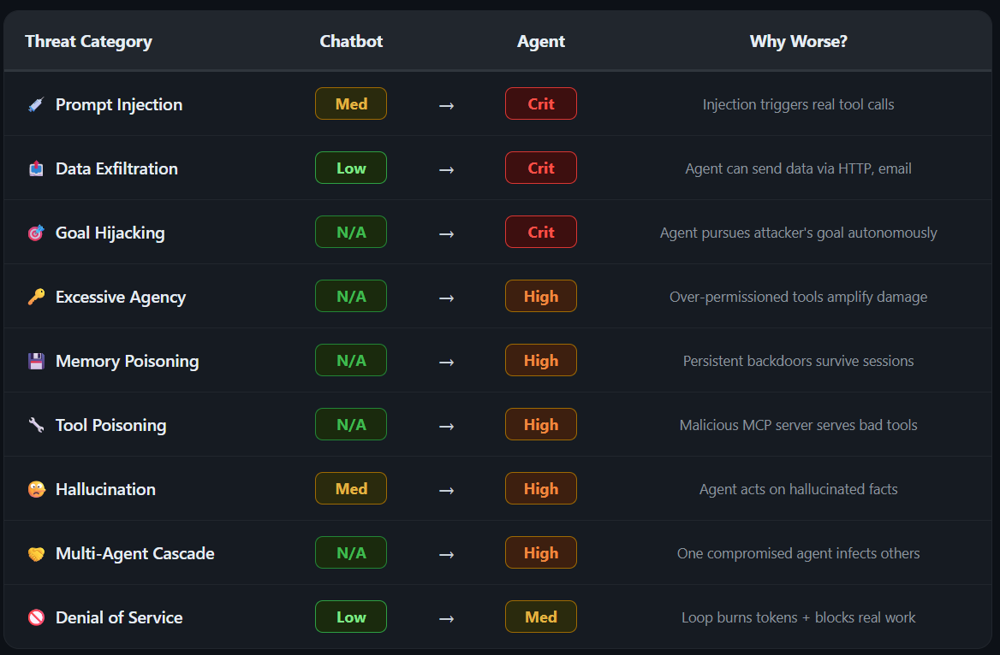 Threat Category Chatbot Agent Why Worse?
Prompt Injection Med → Crit Injection triggers real tool calls
Data Exfiltration Low → Crit Agent can send data via HTTP, email
Goal Hijacking N/A → Crit Agent pursues attacker's goal autonomously
Excessive Agency N/A → High Over-permissioned tools amplify damage
Memory Poisoning N/A → High Persistent backdoors survive sessions
Tool Poisoning N/A → High Malicious MCP server serves bad tools
Hallucination Med → High Agent acts on hallucinated facts
Multi-Agent Cascade N/A → High One compromised agent infects others
Denial of Service Low → Med Loop burns tokens + blocks real work